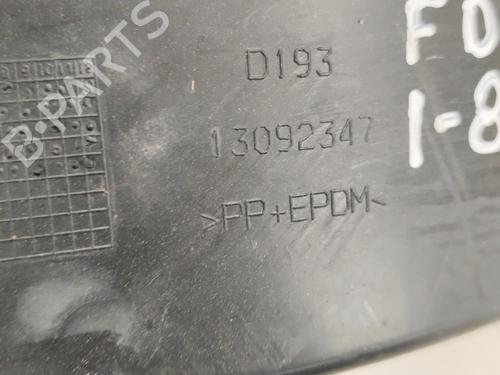 B-PARTS
D193
13092347
>PP+EPDM<
FD
1-8